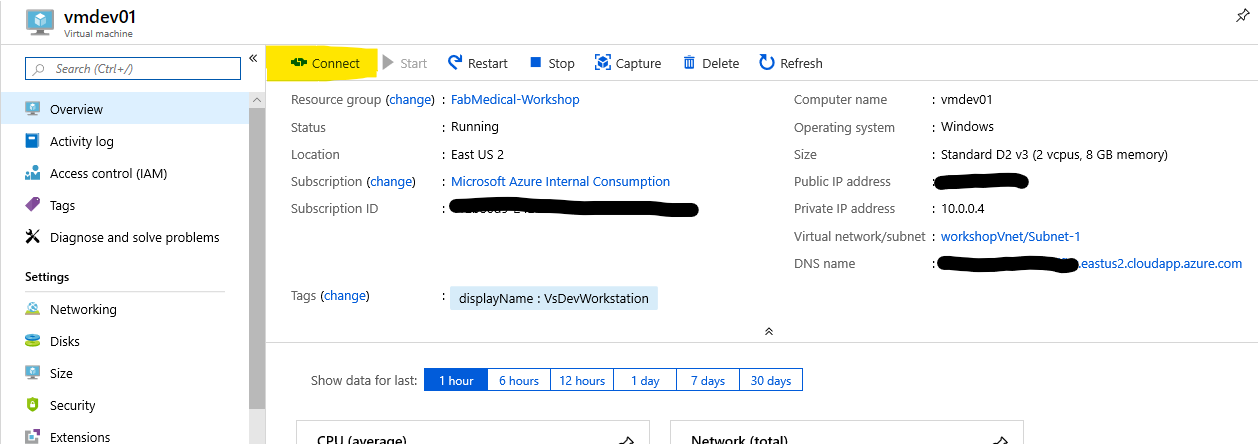 vmdev01
Virtual machine
Search (Ctrl+/)
«
Overview
Activity log
Access control (IAM)
Tags
Diagnose and solve problems
Settings
Networking
Disks
Size
Security
Extensions
Connect Start Restart Stop Capture Delete Refresh
Resource group (change) : FabMedical-Workshop
Status : Running
Location : East US 2
Subscription (change) : Microsoft Azure Internal Consumption
Subscription ID :
Computer name : vmdev01
Operating system : Windows
Size : Standard D2 v3 (2 vcpus, 8 GB memory)
Public IP address :
Private IP address : 10.0.0.4
Virtual network/subnet : workshopVnet/Subnet-1
DNS name : .eastus2.cloudapp.azure.com
Tags (change) : displayName : VsDevWorkstation
Show data for last: 1 hour 6 hours 12 hours 1 day 7 days 30 days
CPU (average)
Network (total)